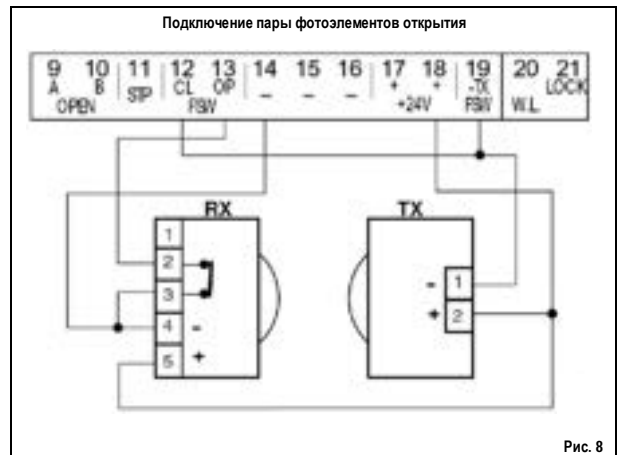 Подключение пары фотоэлементов открытия
9 10 11 12 13 14 15 16 17 18 19 20 21
A B STP CL OP – – – + + -TX LOCK
OPEN FSW +24V FSW W.L.
RX TX
1
2
3
4 -
5 +
- 1
+ 2
Рис. 8